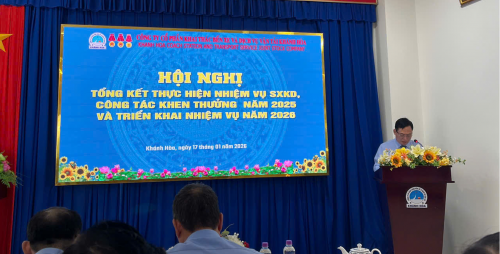 HỘI NGHỊ
TỔNG KẾT THỰC HIỆN NHIỆM VỤ SXKD,
CÔNG TÁC KHEN THƯỞNG NĂM 2025
VÀ TRIỂN KHAI NHIỆM VỤ NĂM 2026
Khánh Hòa, ngày 17 tháng 01 năm 2026